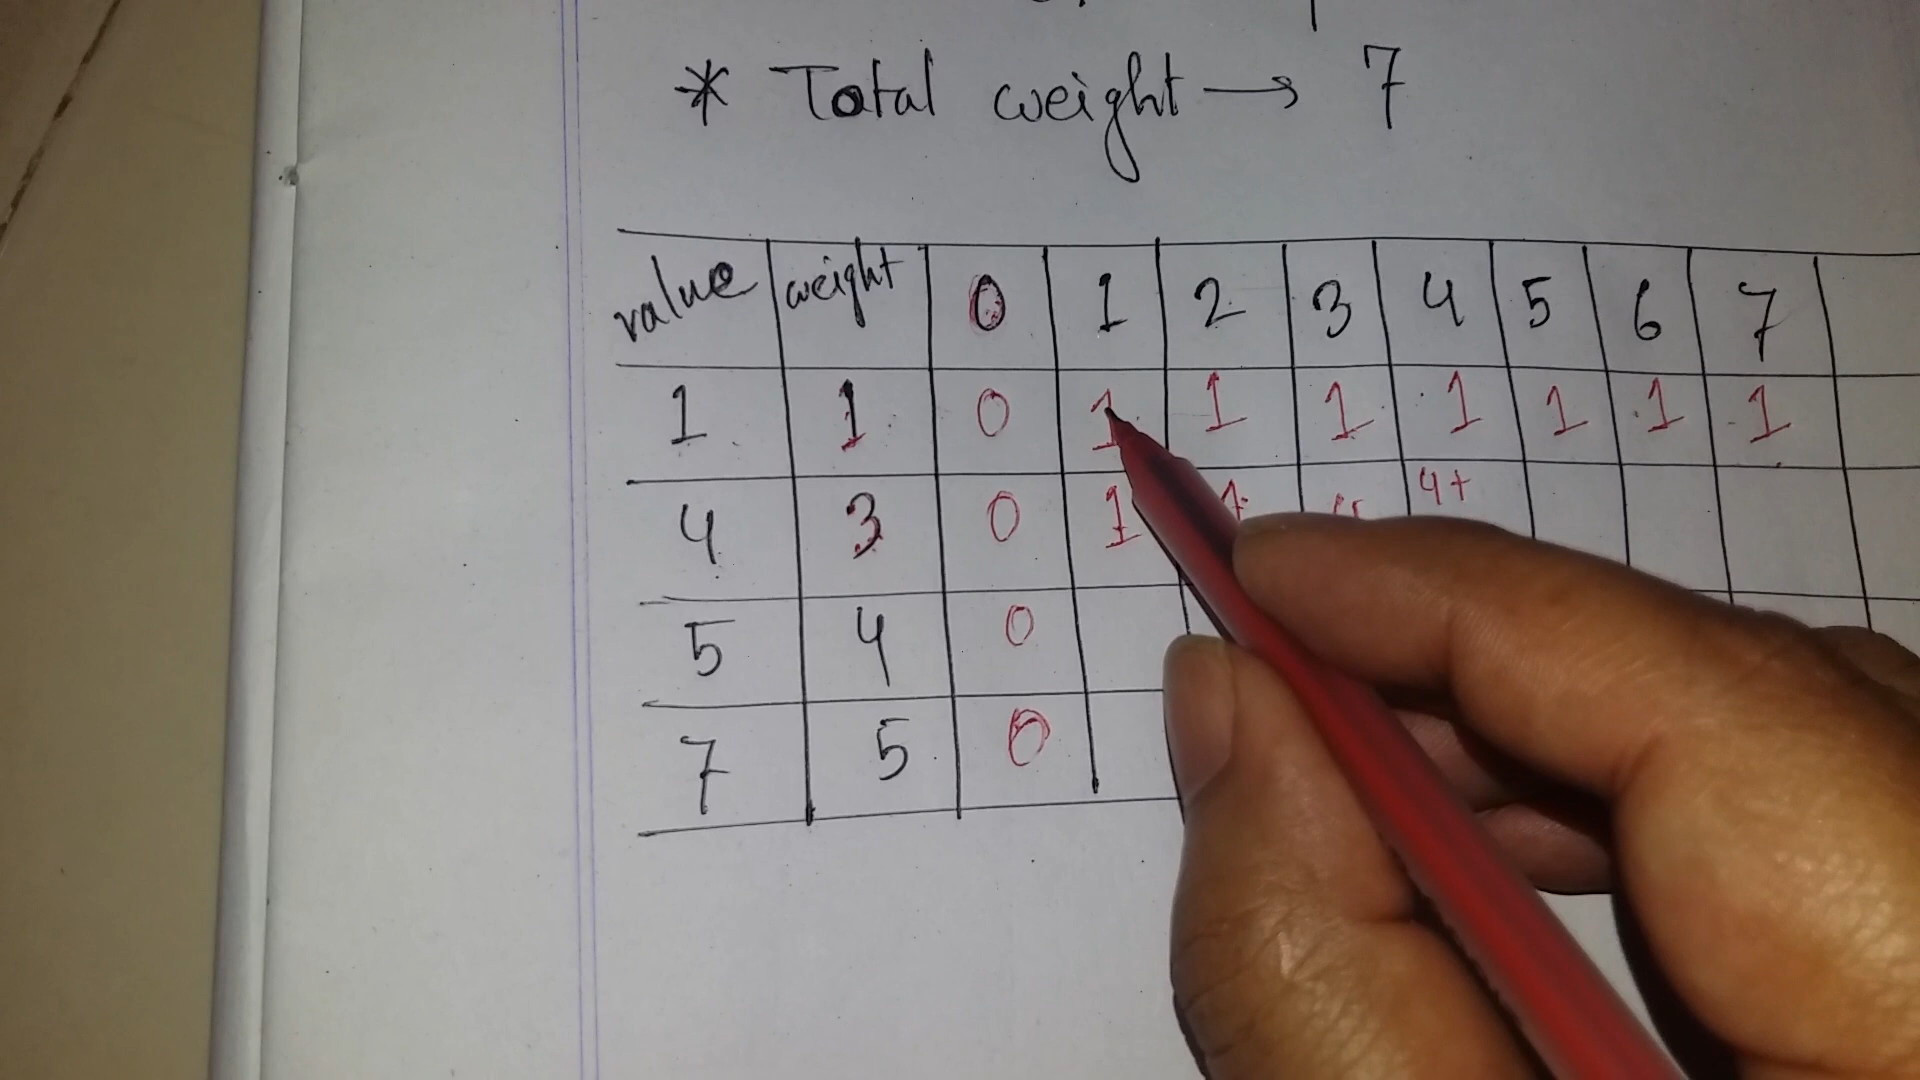 * Total weight → 7
value weight 0 1 2 3 4 5 6 7
1 1 0 1 1 1 1 1 1 1
4 3 0 1 4+
5 4 0
7 5 0